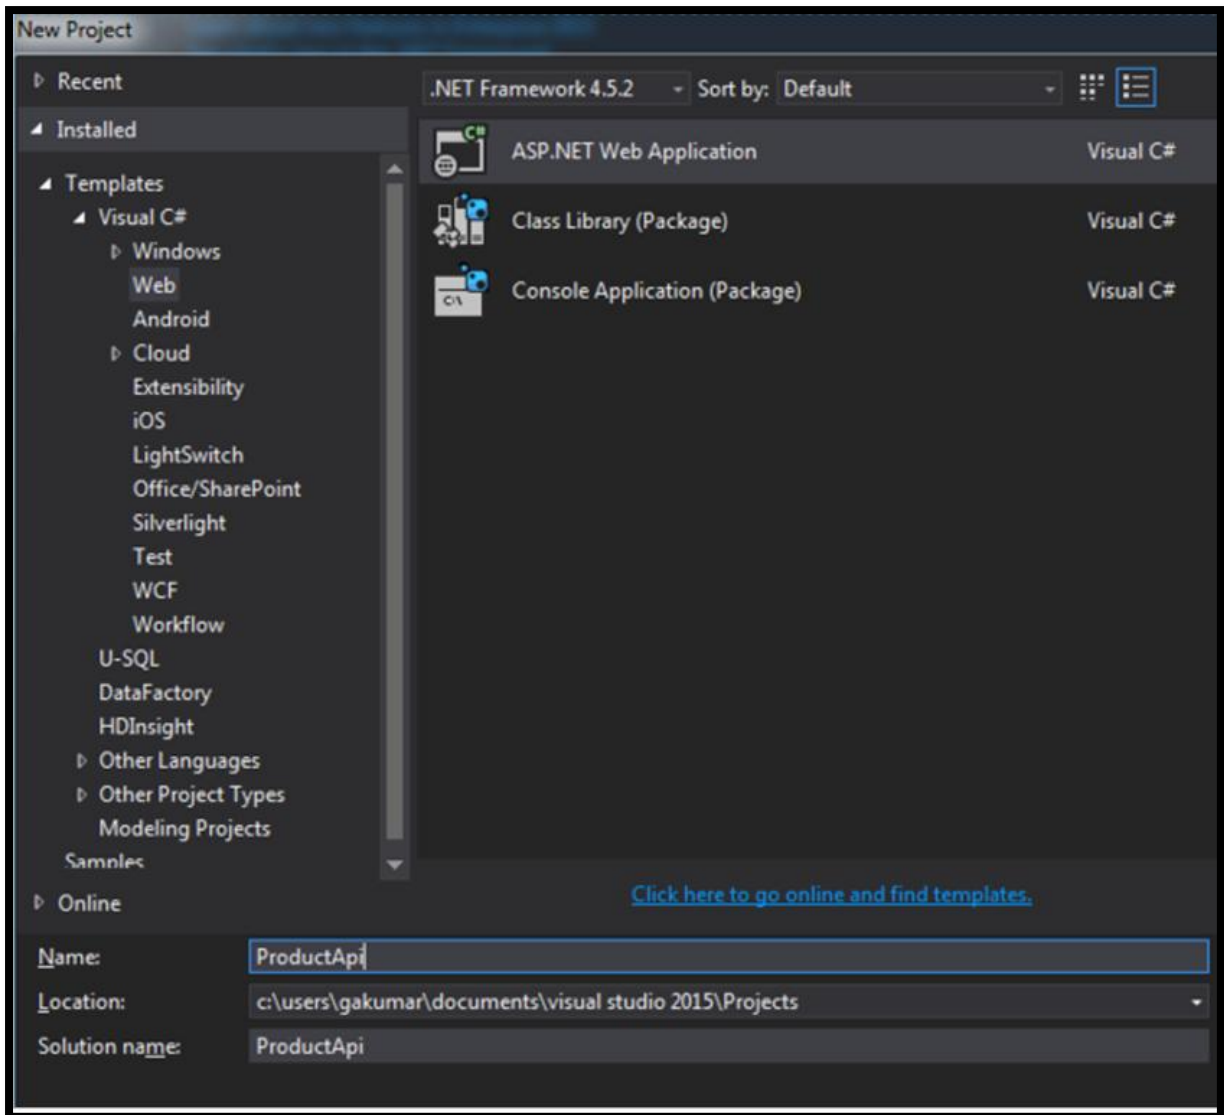 New Project
Recent
Installed
Templates
Visual C#
Windows
Web
Android
Cloud
Extensibility
iOS
LightSwitch
Office/SharePoint
Silverlight
Test
WCF
Workflow
U-SQL
DataFactory
HDInsight
Other Languages
Other Project Types
Modeling Projects
Samples
Online
.NET Framework 4.5.2 Sort by: Default
C# ASP.NET Web Application Visual C#
Class Library (Package) Visual C#
C:\ Console Application (Package) Visual C#
Click here to go online and find templates.
Name: ProductApi
Location: c:\users\gakumar\documents\visual studio 2015\Projects
Solution name: ProductApi